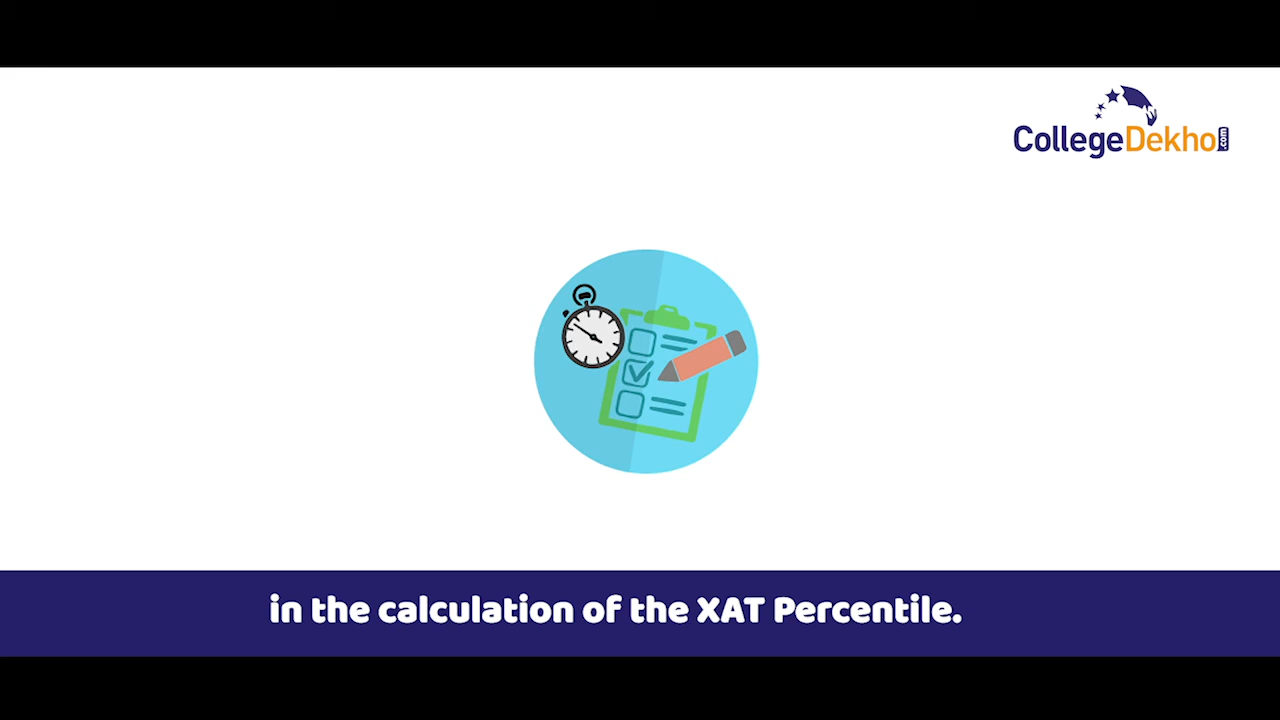 CollegeDekho.com
in the calculation of the XAT Percentile.